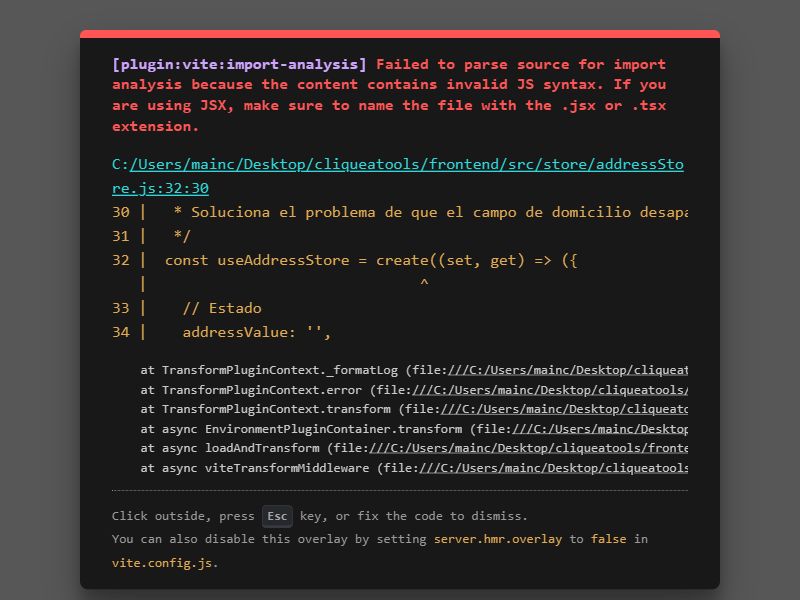 [plugin:vite:import-analysis] Failed to parse source for import
analysis because the content contains invalid JS syntax. If you
are using JSX, make sure to name the file with the .jsx or .tsx
extension.
C:/Users/mainc/Desktop/cliqueatools/frontend/src/store/addressSto
re.js:32:30
30 |   * Soluciona el problema de que el campo de domicilio desapa
31 |   */
32 |  const useAddressStore = create((set, get) => ({
   |                              ^
33 |    // Estado
34 |    addressValue: '',
at TransformPluginContext._formatLog (file:///C:/Users/mainc/Desktop/cliqueat
at TransformPluginContext.error (file:///C:/Users/mainc/Desktop/cliqueatools/
at TransformPluginContext.transform (file:///C:/Users/mainc/Desktop/cliqueato
at async EnvironmentPluginContainer.transform (file:///C:/Users/mainc/Desktop
at async loadAndTransform (file:///C:/Users/mainc/Desktop/cliqueatools/fronte
at async viteTransformMiddleware (file:///C:/Users/mainc/Desktop/cliqueatools
Click outside, press Esc key, or fix the code to dismiss.
You can also disable this overlay by setting server.hmr.overlay to false in
vite.config.js.